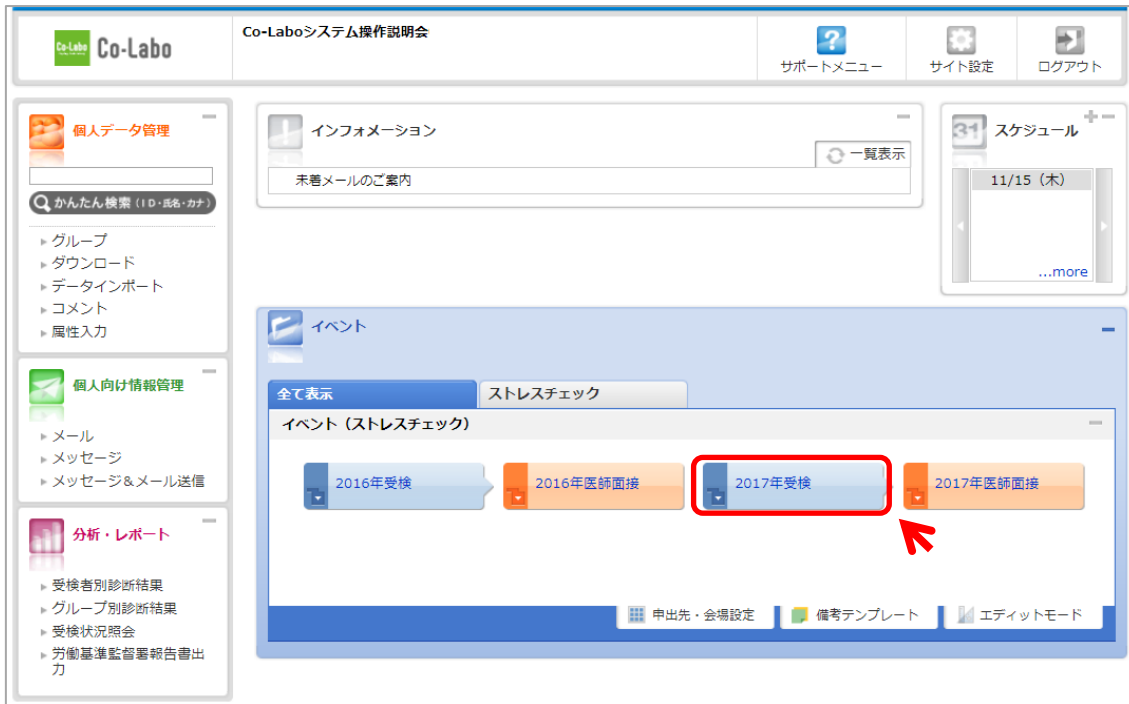 Co-Labo
Co-Labo
Co-Laboシステム操作説明会
サポートメニュー
サイト設定
ログアウト
個人データ管理
かんたん検索（ID・氏名・カナ）
グループ
ダウンロード
データインポート
コメント
属性入力
個人向け情報管理
メール
メッセージ
メッセージ＆メール送信
分析・レポート
受検者別診断結果
グループ別診断結果
受検状況照会
労働基準監督署報告書出
力
インフォメーション
一覧表示
未着メールのご案内
31
スケジュール
11/15（木）
...more
イベント
全て表示
ストレスチェック
イベント（ストレスチェック）
2016年受検
2016年医師面接
2017年受検
2017年医師面接
申出先・会場設定
備考テンプレート
エディットモード